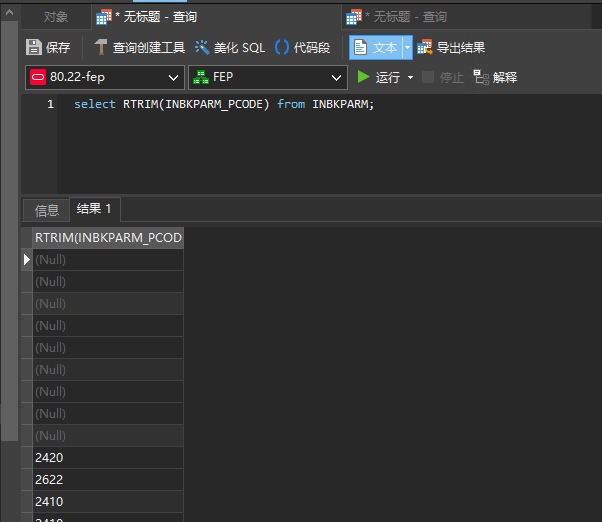 对象
* 无标题 - 查询
* 无标题 - 查询
保存
查询创建工具
美化 SQL
代码段
文本
导出结果
80.22-fep
FEP
运行
停止
解释
1 select RTRIM(INBKPARM_PCODE) from INBKPARM;
信息
结果 1
RTRIM(INBKPARM_PCOD
(Null)
(Null)
(Null)
(Null)
(Null)
(Null)
(Null)
(Null)
(Null)
2420
2622
2410